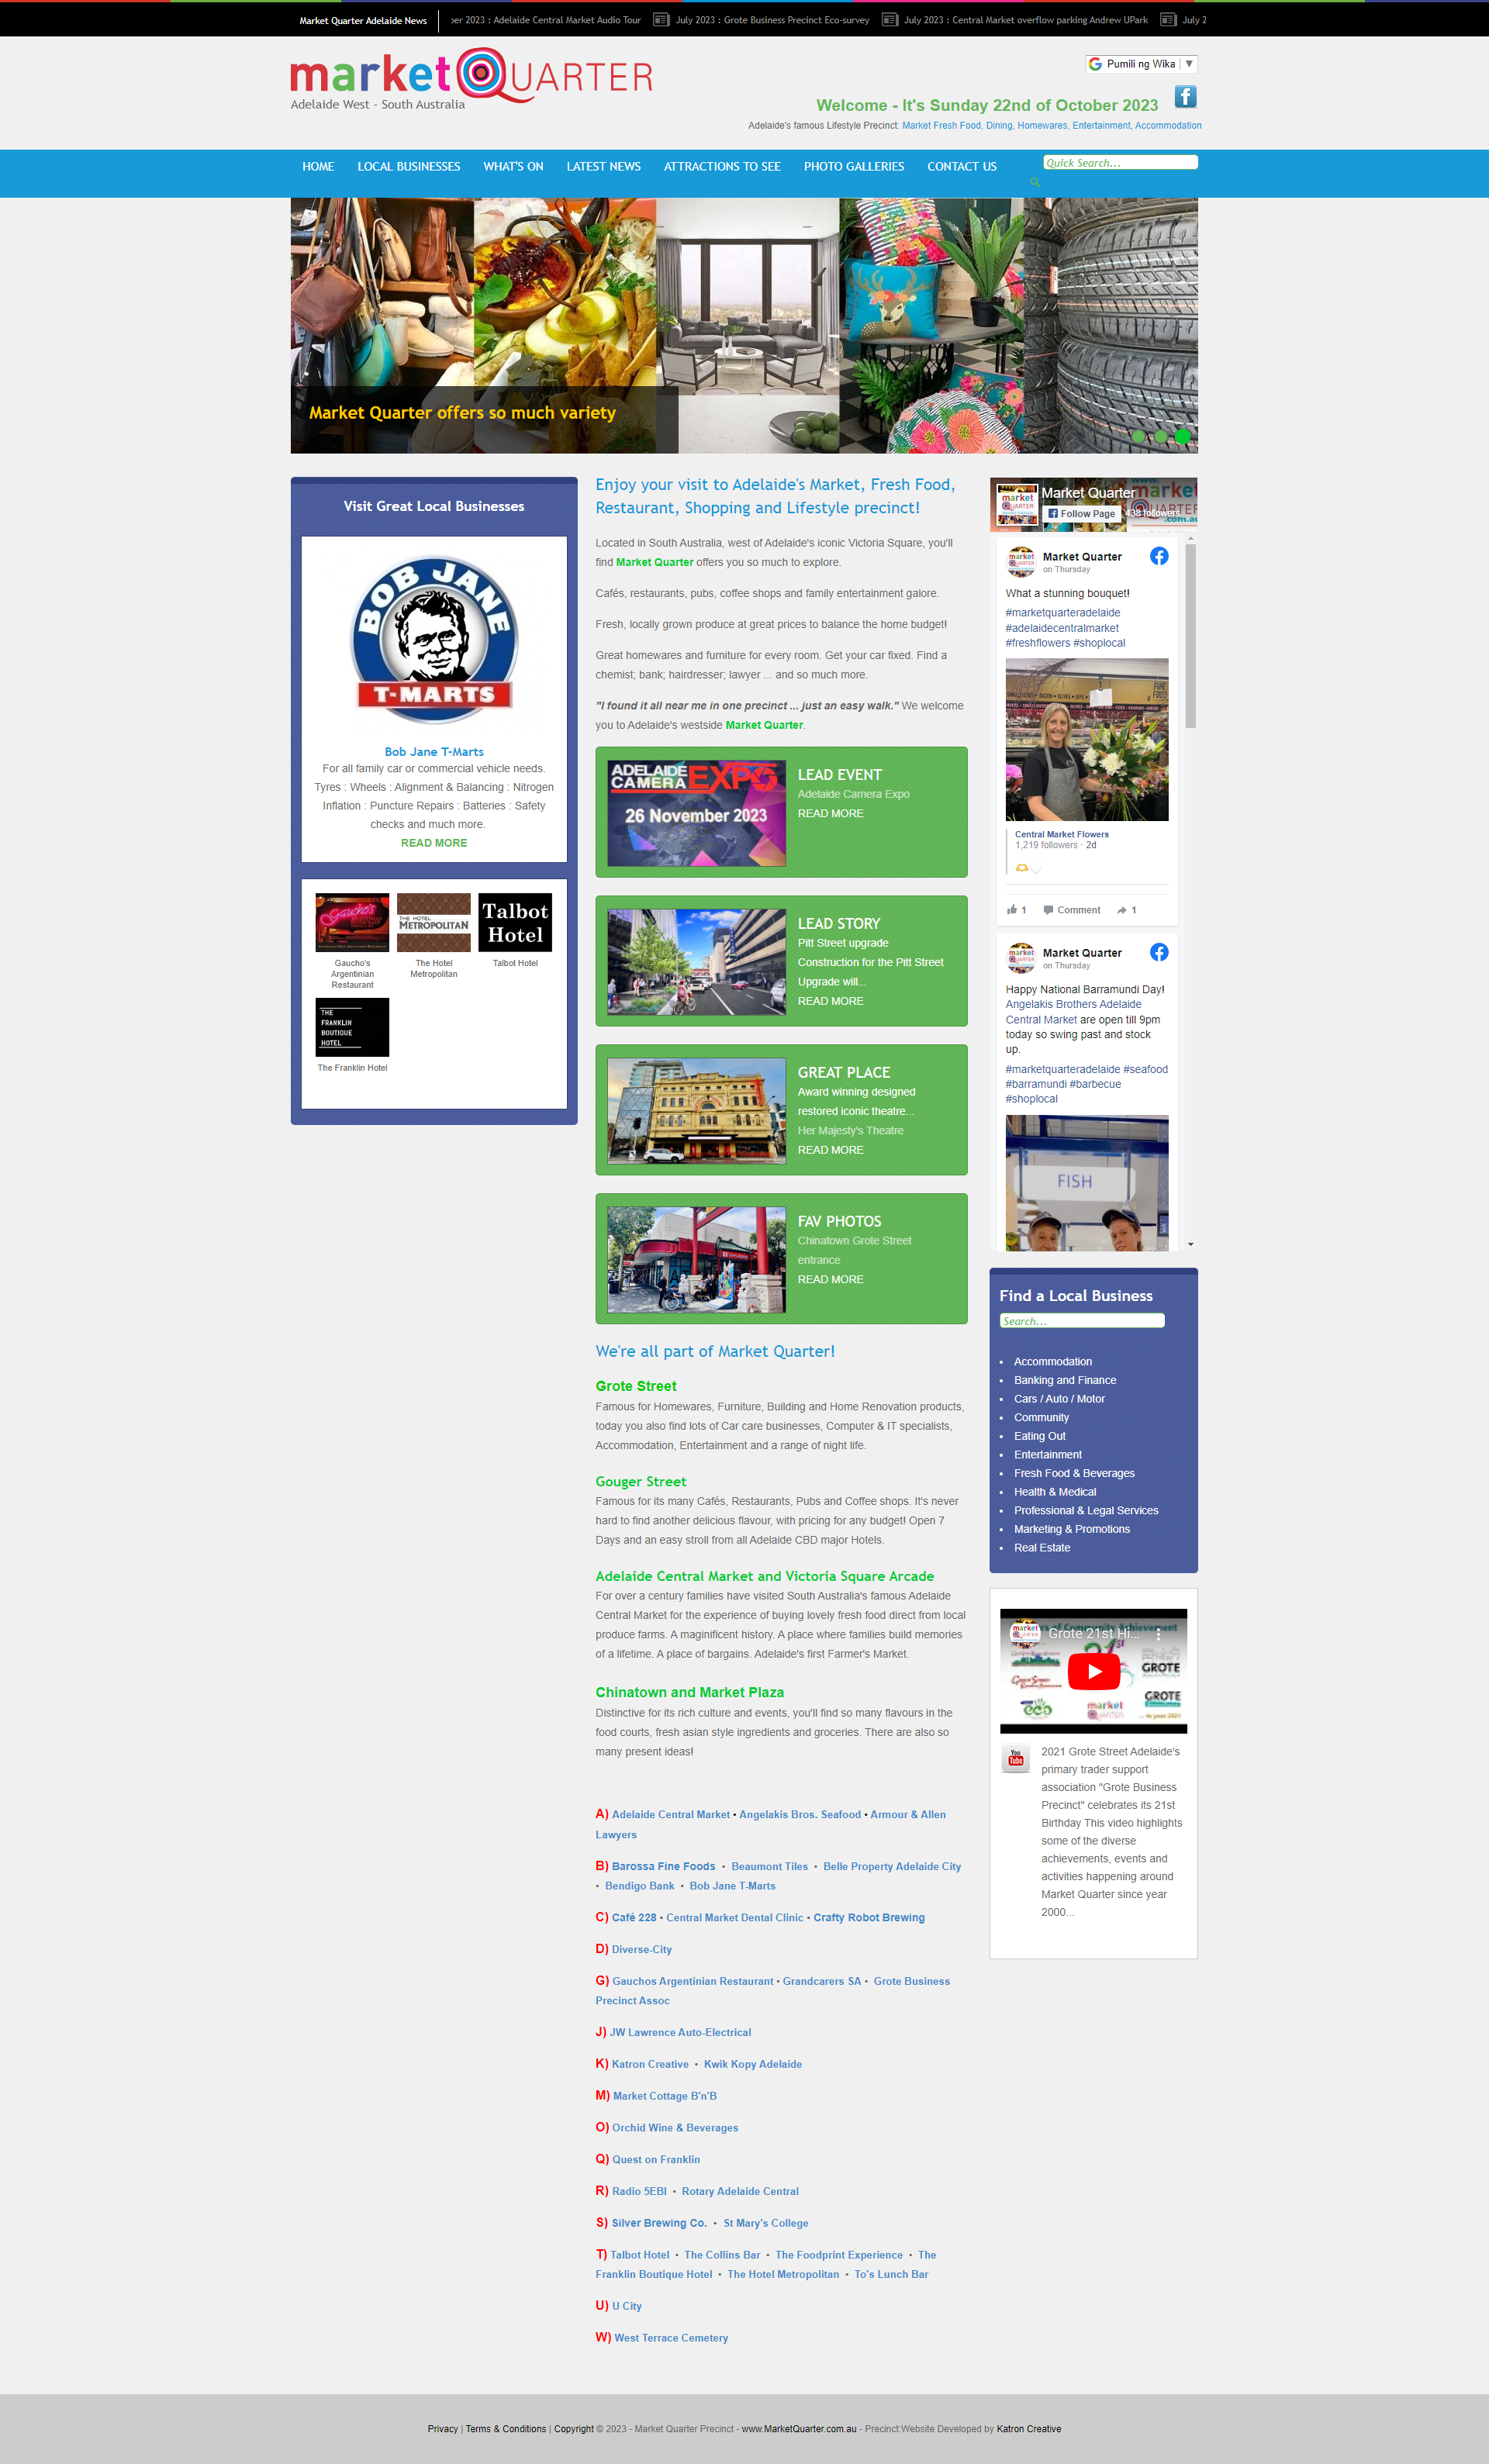 Market Quarter Adelaide News
2023 : Adelaide Central Market Audio Tour
July 2023 : Grote Business Precinct Eco-survey
July 2023 : Central Market overflow parking Andrew UPark
marketQUARTER
Adelaide West - South Australia
Pumili ng Wika ▼
Welcome - It's Sunday 22nd of October 2023
Adelaide's famous Lifestyle Precinct: Market Fresh Food, Dining, Homewares, Entertainment, Accommodation
HOME LOCAL BUSINESSES WHAT'S ON LATEST NEWS ATTRACTIONS TO SEE PHOTO GALLERIES CONTACT US
Quick Search...
Market Quarter offers so much variety
Visit Great Local Businesses
BOB JANE
T-MARTS
Bob Jane T-Marts
For all family car or commercial vehicle needs.
Tyres : Wheels : Alignment & Balancing : Nitrogen
Inflation : Puncture Repairs : Batteries : Safety
checks and much more.
READ MORE
Gaucho's
THE HOTEL
METROPOLITAN
Talbot
Hotel
Gaucho's
Argentinian
Restaurant
The Hotel
Metropolitan
Talbot Hotel
THE
FRANKLIN
BOUTIQUE
HOTEL
The Franklin Hotel
Enjoy your visit to Adelaide's Market, Fresh Food,
Restaurant, Shopping and Lifestyle precinct!
Located in South Australia, west of Adelaide's iconic Victoria Square, you'll
find Market Quarter offers you so much to explore.
Cafés, restaurants, pubs, coffee shops and family entertainment galore.
Fresh, locally grown produce at great prices to balance the home budget!
Great homewares and furniture for every room. Get your car fixed. Find a
chemist; bank; hairdresser; lawyer ... and so much more.
"I found it all near me in one precinct ... just an easy walk." We welcome
you to Adelaide's westside Market Quarter.
ADELAIDE
CAMERA EXPO
26 November 2023
LEAD EVENT
Adelaide Camera Expo
READ MORE
LEAD STORY
Pitt Street upgrade
Construction for the Pitt Street
Upgrade will...
READ MORE
GREAT PLACE
Award winning designed
restored iconic theatre...
Her Majesty's Theatre
READ MORE
FAV PHOTOS
Chinatown Grote Street
entrance
READ MORE
We're all part of Market Quarter!
Grote Street
Famous for Homewares, Furniture, Building and Home Renovation products,
today you also find lots of Car care businesses, Computer & IT specialists,
Accommodation, Entertainment and a range of night life.
Gouger Street
Famous for its many Cafés, Restaurants, Pubs and Coffee shops. It's never
hard to find another delicious flavour, with pricing for any budget! Open 7
Days and an easy stroll from all Adelaide CBD major Hotels.
Adelaide Central Market and Victoria Square Arcade
For over a century families have visited South Australia's famous Adelaide
Central Market for the experience of buying lovely fresh food direct from local
produce farms. A maginificent history. A place where families build memories
of a lifetime. A place of bargains. Adelaide's first Farmer's Market.
Chinatown and Market Plaza
Distinctive for its rich culture and events, you'll find so many flavours in the
food courts, fresh asian style ingredients and groceries. There are also so
many present ideas!
A) Adelaide Central Market • Angelakis Bros. Seafood • Armour & Allen
Lawyers
B) Barossa Fine Foods • Beaumont Tiles • Belle Property Adelaide City
• Bendigo Bank • Bob Jane T-Marts
C) Café 228 • Central Market Dental Clinic • Crafty Robot Brewing
D) Diverse-City
G) Gauchos Argentinian Restaurant • Grandcarers SA • Grote Business
Precinct Assoc
J) JW Lawrence Auto-Electrical
K) Katron Creative • Kwik Kopy Adelaide
M) Market Cottage B'n'B
O) Orchid Wine & Beverages
Q) Quest on Franklin
R) Radio 5EBI • Rotary Adelaide Central
S) Silver Brewing Co. • St Mary's College
T) Talbot Hotel • The Collins Bar • The Foodprint Experience • The
Franklin Boutique Hotel • The Hotel Metropolitan • To's Lunch Bar
U) U City
W) West Terrace Cemetery
Market Quarter
Follow Page
438 followers
Market Quarter
on Thursday
What a stunning bouquet!
#marketquarteradelaide
#adelaidecentralmarket
#freshflowers #shoplocal
Central Market Flowers
1,219 followers · 2d
1 Comment 1
Market Quarter
on Thursday
Happy National Barramundi Day!
Angelakis Brothers Adelaide
Central Market are open till 9pm
today so swing past and stock
up.
#marketquarteradelaide #seafood
#barramundi #barbecue
#shoplocal
FISH
Find a Local Business
Search...
• Accommodation
• Banking and Finance
• Cars / Auto / Motor
• Community
• Eating Out
• Entertainment
• Fresh Food & Beverages
• Health & Medical
• Professional & Legal Services
• Marketing & Promotions
• Real Estate
Grote 21st Hi...
GROTE
eco
market
GROTE
You
Tube
2021 Grote Street Adelaide's
primary trader support
association "Grote Business
Precinct" celebrates its 21st
Birthday This video highlights
some of the diverse
achievements, events and
activities happening around
Market Quarter since year
2000...
Privacy | Terms & Conditions | Copyright © 2023 - Market Quarter Precinct - www.MarketQuarter.com.au - Precinct Website Developed by Katron Creative